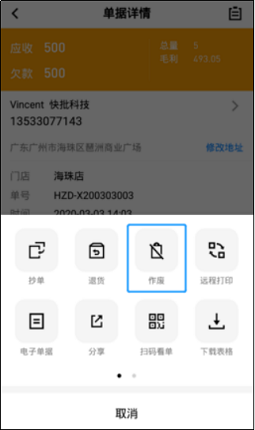 单据详情
应收 500
总量 5
毛利 493.05
欠款 500
Vincent 快批科技
13533077143
广东广州市海珠区琶洲商业广场 修改地址
门店 海珠店
单号 HZD-X200303003
时间 2020-03-03 14:03
抄单 退货 作废 远程打印
电子单据 分享 扫码看单 下载表格
取消